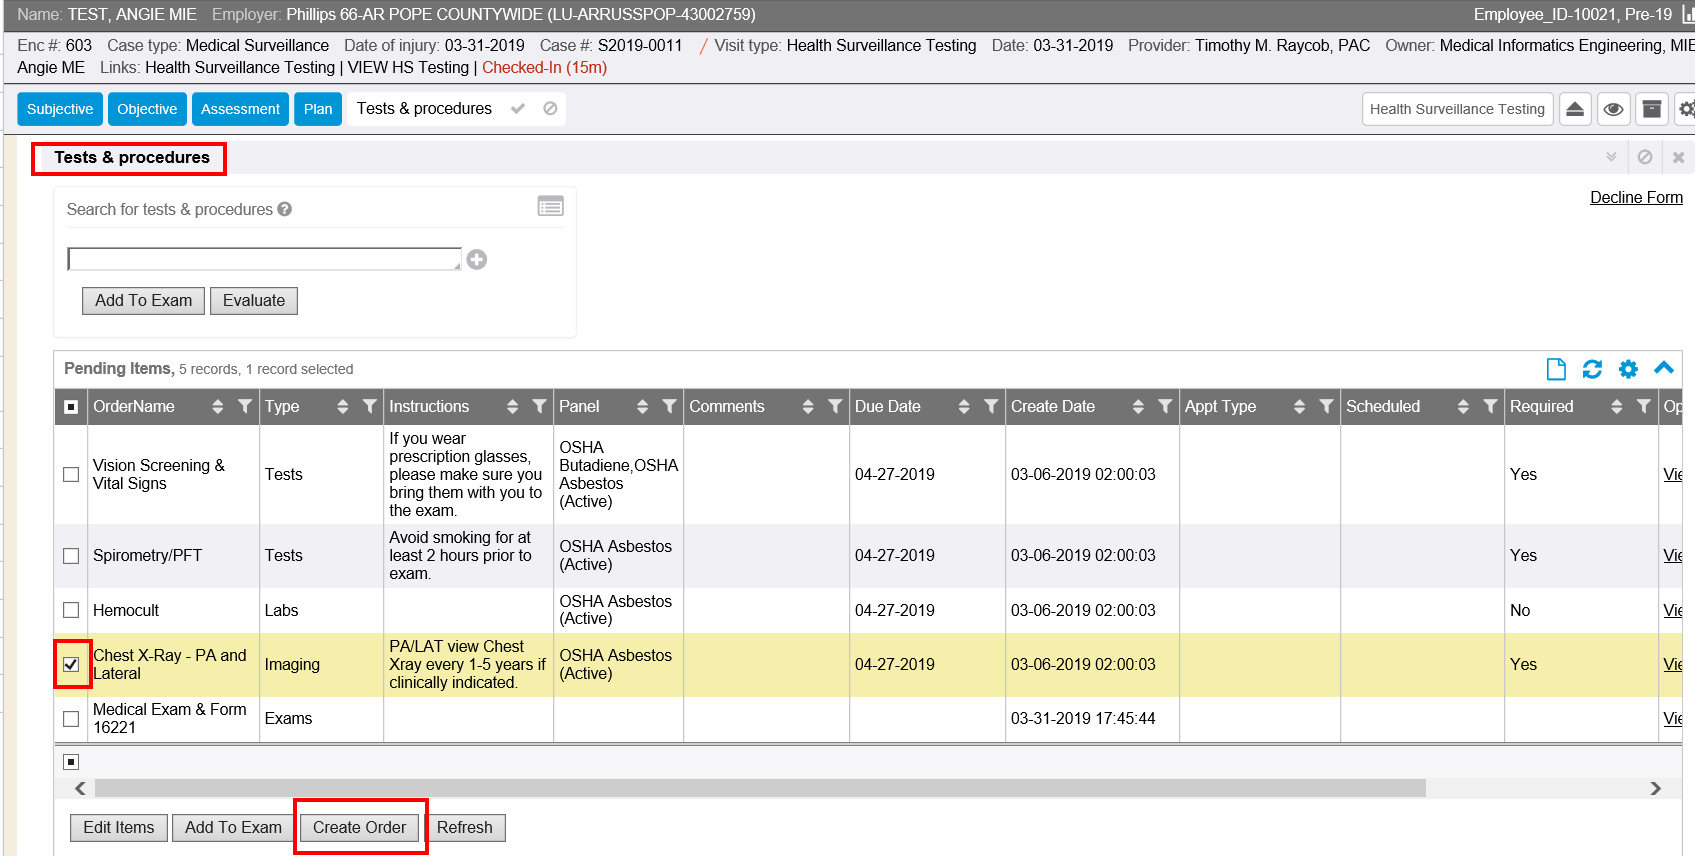 Name: TEST, ANGIE MIE Employer: Phillips 66-AR POPE COUNTYWIDE (LU-ARRUSSPOP-43002759) Employee_ID-10021, Pre-19
Enc #: 603 Case type: Medical Surveillance Date of injury: 03-31-2019 Case #: S2019-0011 / Visit type: Health Surveillance Testing Date: 03-31-2019 Provider: Timothy M. Raycob, PAC Owner: Medical Informatics Engineering, MIE
Angie ME Links: Health Surveillance Testing | VIEW HS Testing | Checked-In (15m)
Subjective Objective Assessment Plan Tests & procedures Health Surveillance Testing
Tests & procedures
Decline Form
Search for tests & procedures
Add To Exam Evaluate
Pending Items, 5 records, 1 record selected
OrderName Type Instructions Panel Comments Due Date Create Date Appt Type Scheduled Required Op
Vision Screening &
Vital Signs
Tests
If you wear
prescription glasses,
please make sure you
bring them with you to
the exam.
OSHA
Butadiene,OSHA
Asbestos
(Active)
04-27-2019
03-06-2019 02:00:03
Yes
Vie
Spirometry/PFT
Tests
Avoid smoking for at
least 2 hours prior to
exam.
OSHA Asbestos
(Active)
04-27-2019
03-06-2019 02:00:03
Yes
Vie
Hemocult
Labs
OSHA Asbestos
(Active)
04-27-2019
03-06-2019 02:00:03
No
Vie
Chest X-Ray - PA and
Lateral
Imaging
PA/LAT view Chest
Xray every 1-5 years if
clinically indicated.
OSHA Asbestos
(Active)
04-27-2019
03-06-2019 02:00:03
Yes
Vie
Medical Exam & Form
16221
Exams
03-31-2019 17:45:44
Vie
Edit Items Add To Exam Create Order Refresh